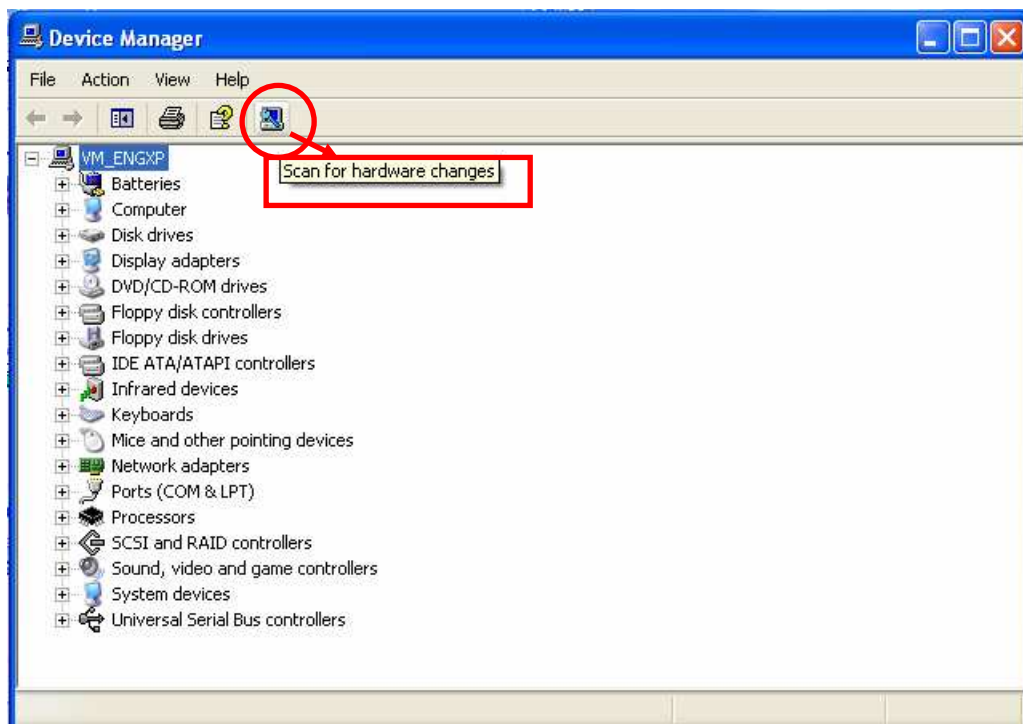 Device Manager
File Action View Help
VM_ENGXP
Scan for hardware changes
Batteries
Computer
Disk drives
Display adapters
DVD/CD-ROM drives
Floppy disk controllers
Floppy disk drives
IDE ATA/ATAPI controllers
Infrared devices
Keyboards
Mice and other pointing devices
Network adapters
Ports (COM & LPT)
Processors
SCSI and RAID controllers
Sound, video and game controllers
System devices
Universal Serial Bus controllers